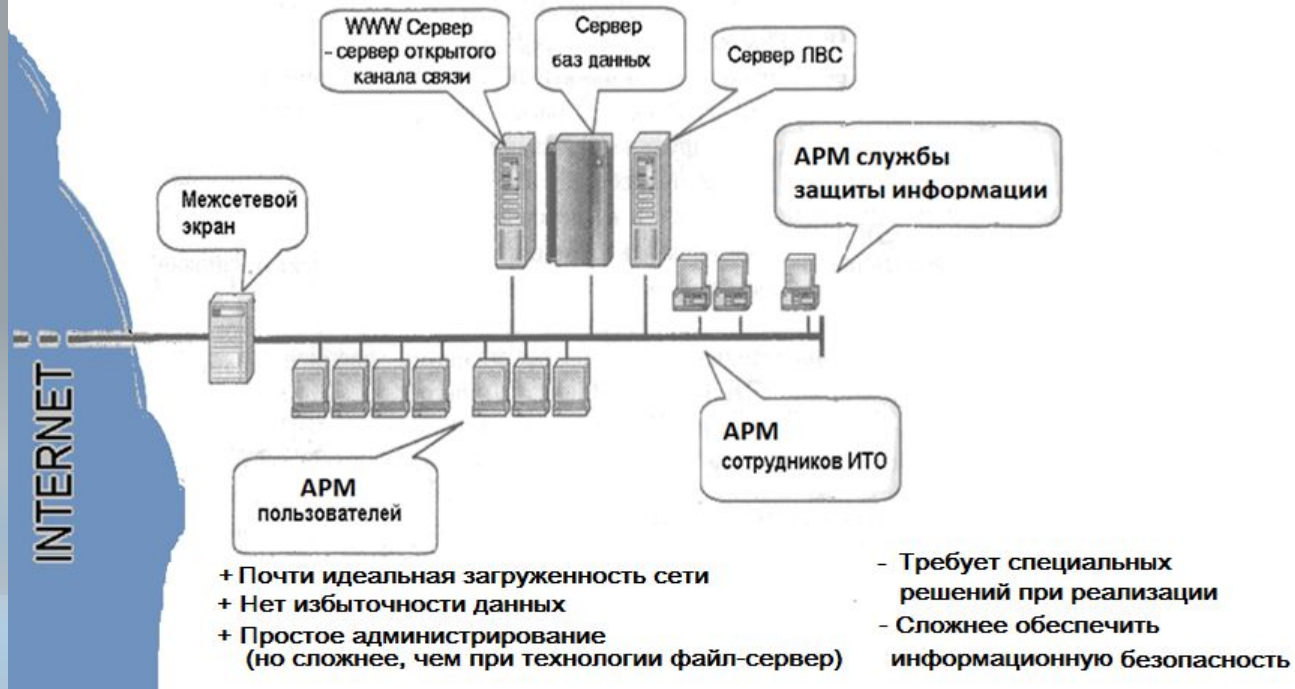 WWW Сервер
- сервер открытого
канала связи
Сервер
баз данных
Сервер ЛВС
АРМ службы
защиты информации
Межсетевой
экран
INTERNET
АРМ
пользователей
АРМ
сотрудников ИТО
+ Почти идеальная загруженность сети
+ Нет избыточности данных
+ Простое администрирование
(но сложнее, чем при технологии файл-сервер)
- Требует специальных
решений при реализации
- Сложнее обеспечить
информационную безопасность